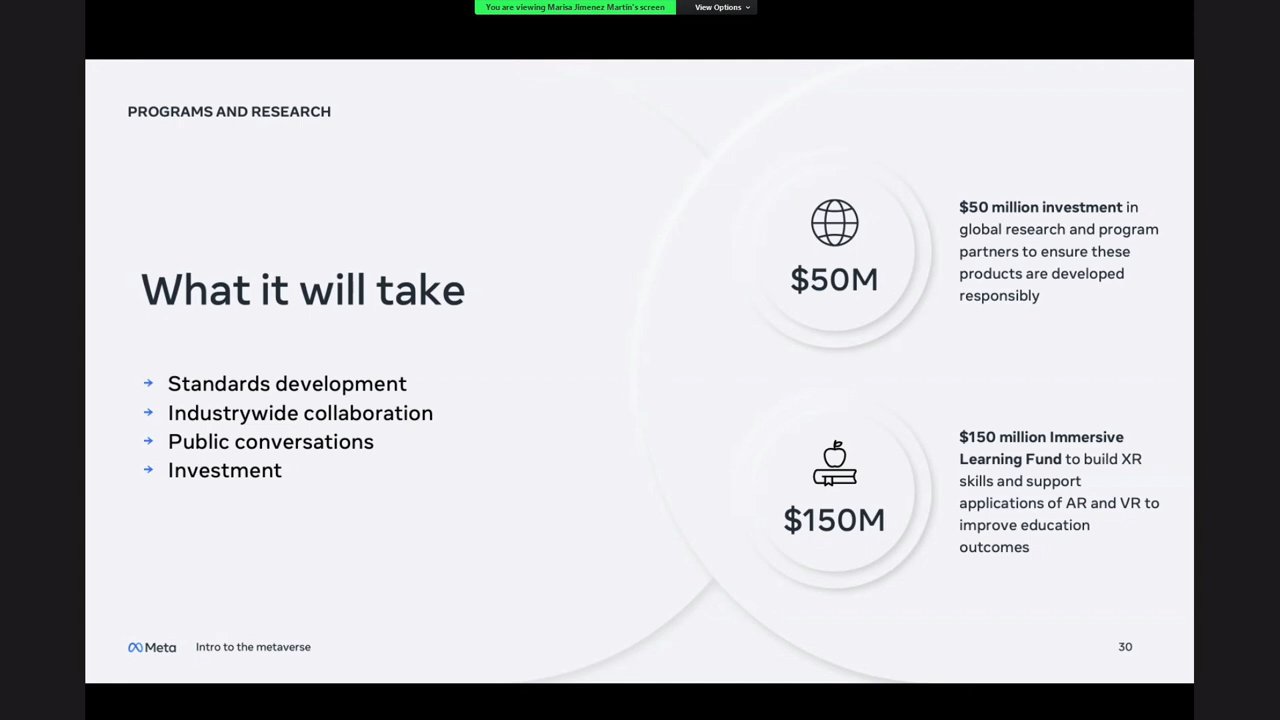 You are viewing Marisa Jimenez Martin's screen
View Options
PROGRAMS AND RESEARCH
What it will take
Standards development
Industrywide collaboration
Public conversations
Investment
$50M
$50 million investment in
global research and program
partners to ensure these
products are developed
responsibly
$150M
$150 million Immersive
Learning Fund to build XR
skills and support
applications of AR and VR to
improve education
outcomes
Meta
Intro to the metaverse
30